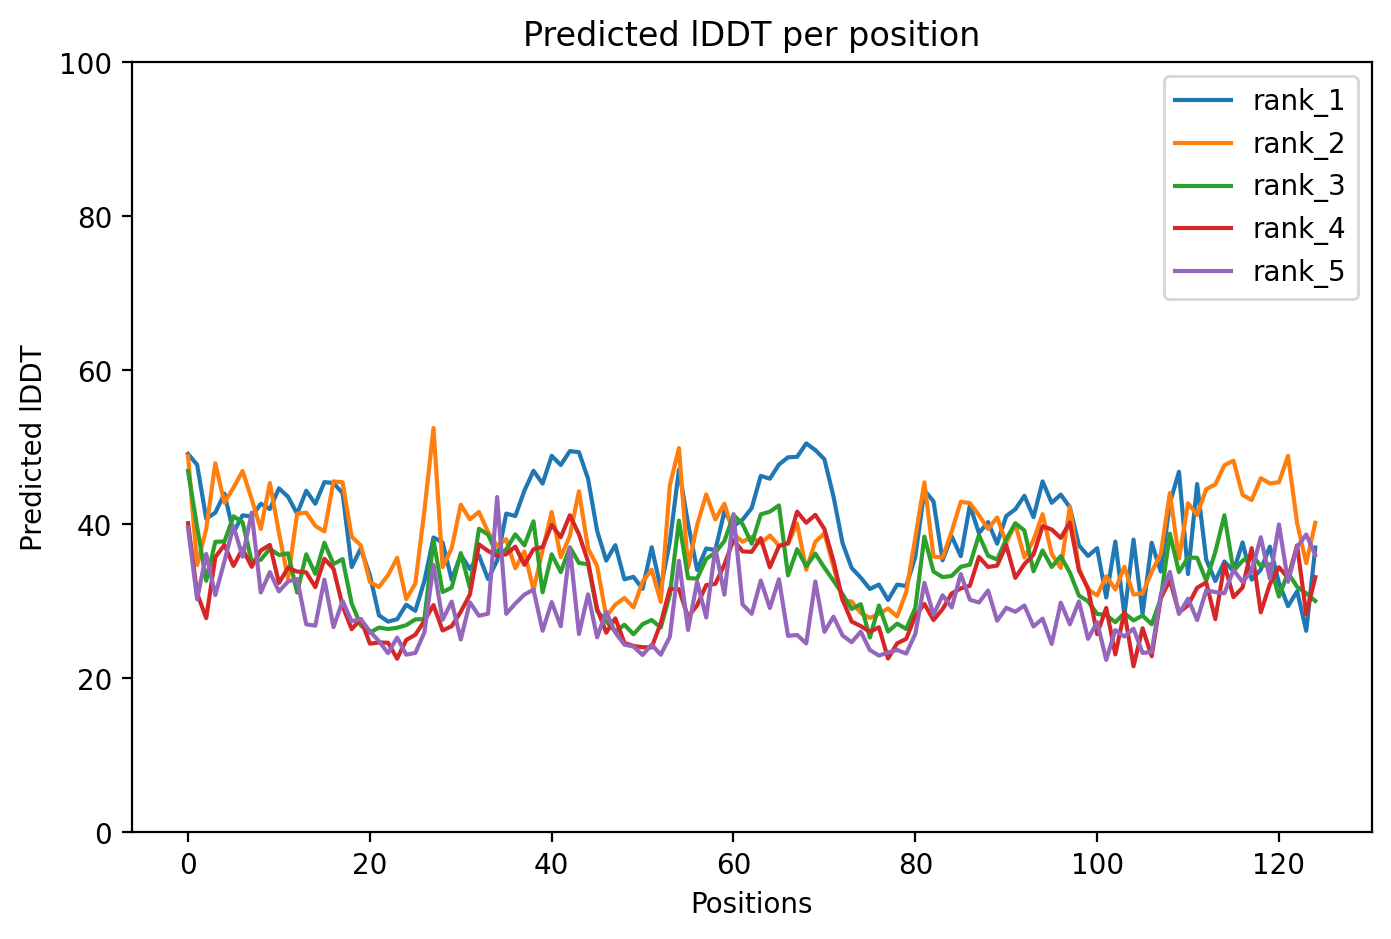 Predicted lDDT per position
100
80
60
40
20
0
Predicted lDDT
0 20 40 60 80 100 120
Positions
rank_1
rank_2
rank_3
rank_4
rank_5